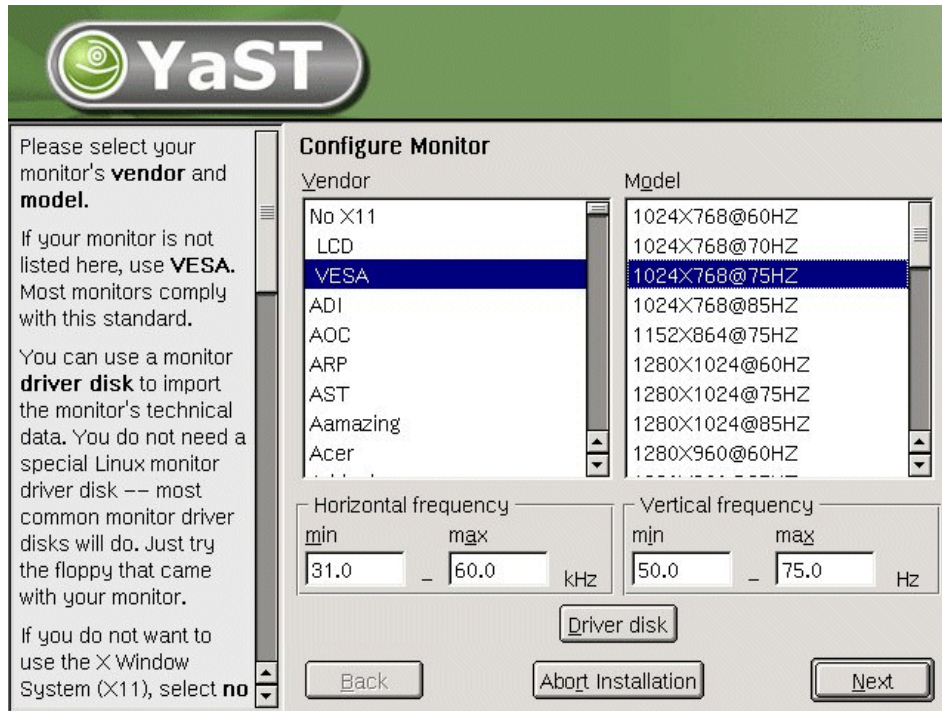 YaST
Please select your
monitor's vendor and
model.
If your monitor is not
listed here, use VESA.
Most monitors comply
with this standard.
You can use a monitor
driver disk to import
the monitor's technical
data. You do not need a
special Linux monitor
driver disk -- most
common monitor driver
disks will do. Just try
the floppy that came
with your monitor.
If you do not want to
use the X Window
System (X11), select no
Configure Monitor
Vendor
No X11
LCD
VESA
ADI
AOC
ARP
AST
Aamazing
Acer
Model
1024X768@60HZ
1024X768@70HZ
1024X768@75HZ
1024X768@85HZ
1152X864@75HZ
1280X1024@60HZ
1280X1024@75HZ
1280X1024@85HZ
1280X960@60HZ
Horizontal frequency
min max
31.0 - 60.0 kHz
Vertical frequency
min max
50.0 - 75.0 Hz
Driver disk
Back Abort Installation Next